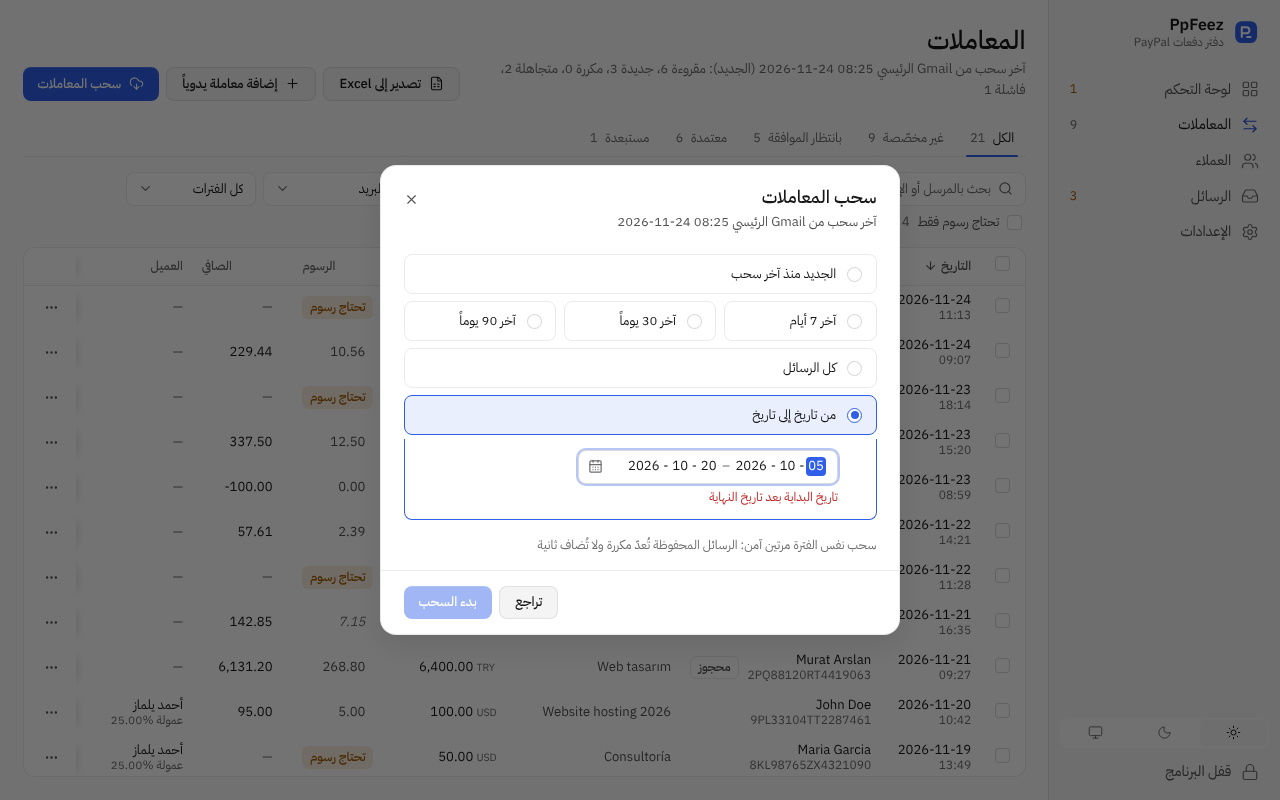 PpFeez
دفتر دفعات PayPal
لوحة التحكم 1
المعاملات 9
العملاء
الرسائل 3
الإعدادات
قفل البرنامج
المعاملات
آخر سحب من Gmail الرئيسي 08:25 24-11-2026 (الجديد): مقروءة 6، جديدة 3، مكررة 0، متجاهلة 2،
فاشلة 1
تصدير إلى Excel
إضافة معاملة يدوياً
سحب المعاملات
الكل 21
غير مخصّصة 9
بانتظار الموافقة 5
معتمدة 6
مستبعدة 1
بحث بالمرسل أو
كل الفترات
تحتاج رسوم فقط 4
سحب المعاملات
آخر سحب من Gmail الرئيسي 08:25 24-11-2026
الجديد منذ آخر سحب
آخر 7 أيام
آخر 30 يوماً
آخر 90 يوماً
كل الرسائل
من تاريخ إلى تاريخ
2026 - 10 - 20 – 2026 - 10 - 05
تاريخ البداية بعد تاريخ النهاية
سحب نفس الفترة مرتين آمن: الرسائل المحفوظة تُعدّ مكررة ولا تُضاف ثانية
تراجع
بدء السحب
التاريخ ↓ الرسوم الصافي العميل
2026-11-24 تحتاج رسوم — —
11:13
2026-11-24 10.56 229.44 —
09:07
2026-11-23 تحتاج رسوم — —
18:14
2026-11-23 12.50 337.50 —
15:20
2026-11-23 0.00 -100.00 —
08:59
2026-11-22 2.39 57.61 —
14:21
2026-11-22 تحتاج رسوم — —
11:28
2026-11-21 7.15 142.85 —
16:35
2026-11-21 Murat Arslan محجوز Web tasarım 6,400.00 TRY 268.80 6,131.20 —
09:27 2PQ88120RT4419063
2026-11-20 John Doe Website hosting 2026 100.00 USD 5.00 95.00 أحمد يلماز
10:42 9PL33104TT2287461 عمولة 25.00%
2026-11-19 Maria Garcia Consultoría 50.00 USD تحتاج رسوم — أحمد يلماز
13:49 8KL98765ZX4321090 عمولة 25.00%